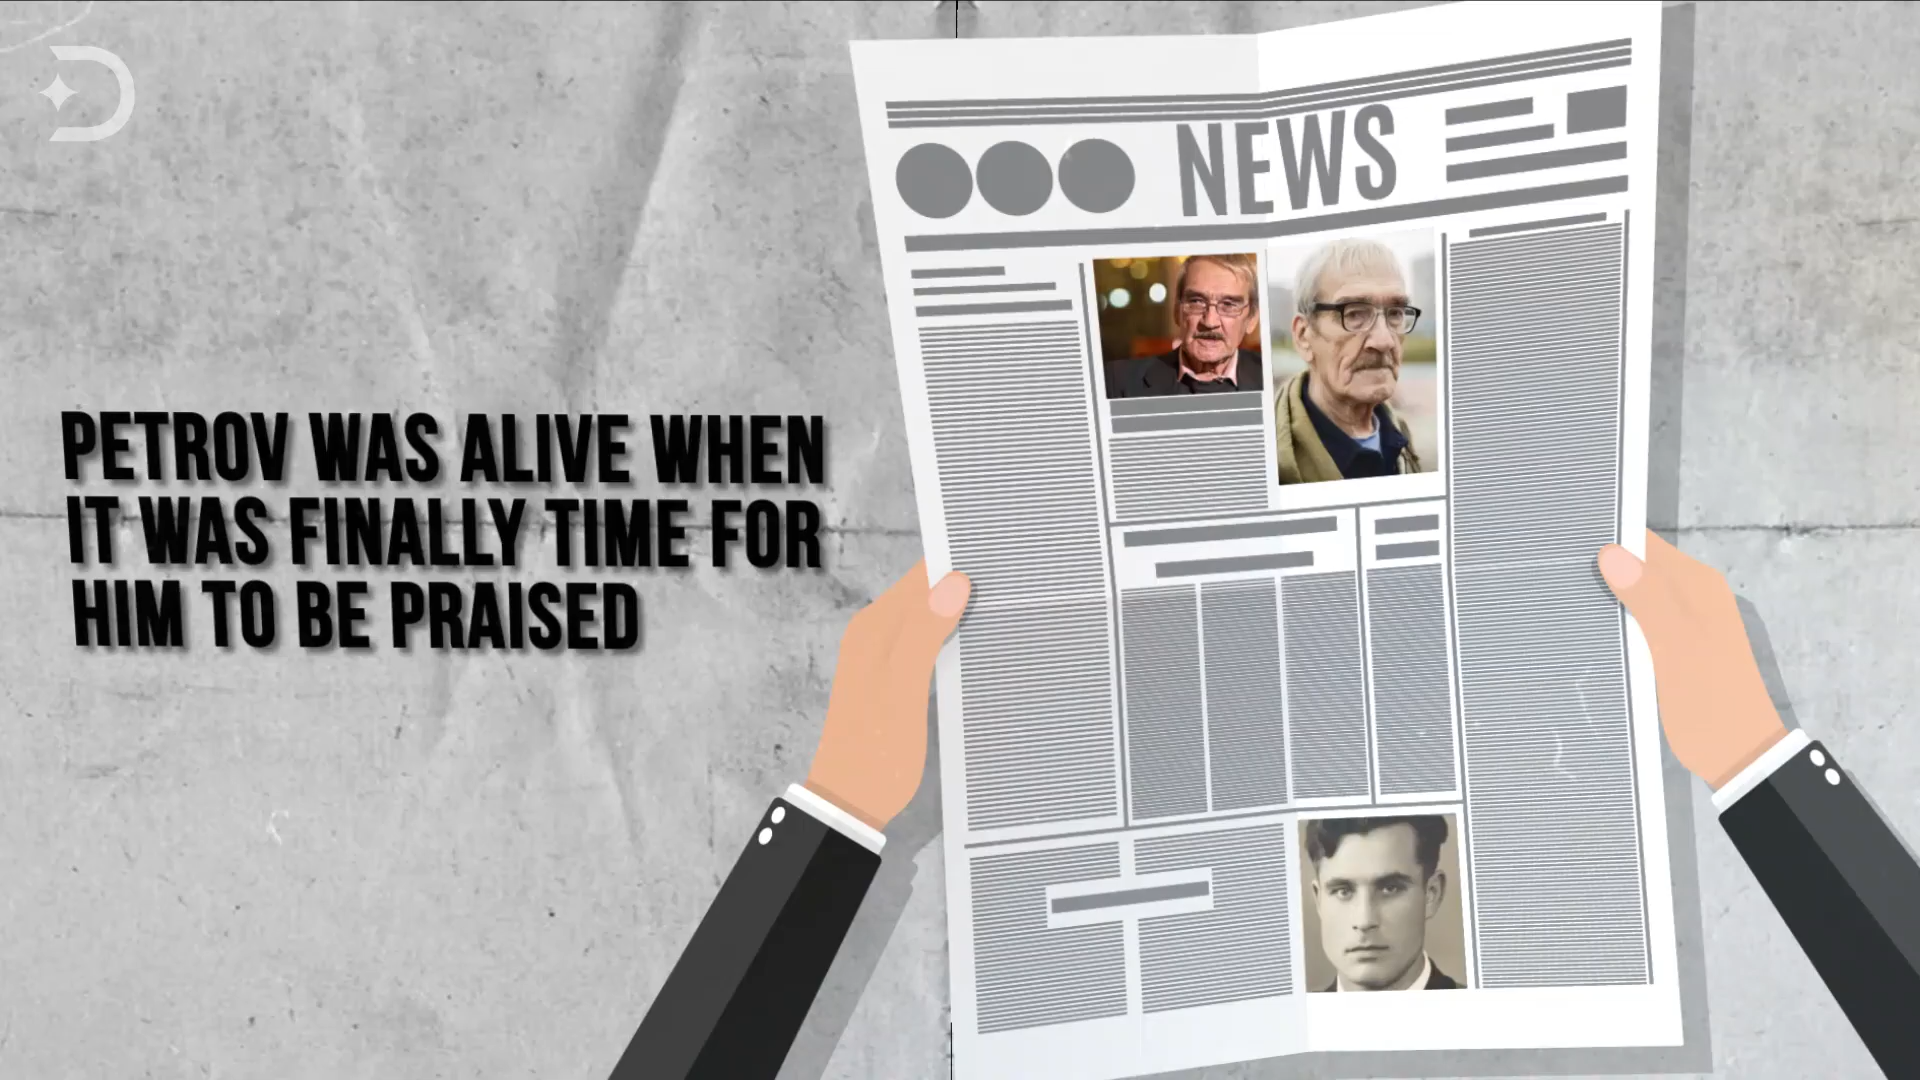 PETROV WAS ALIVE WHEN
IT WAS FINALLY TIME FOR
HIM TO BE PRAISED
NEWS